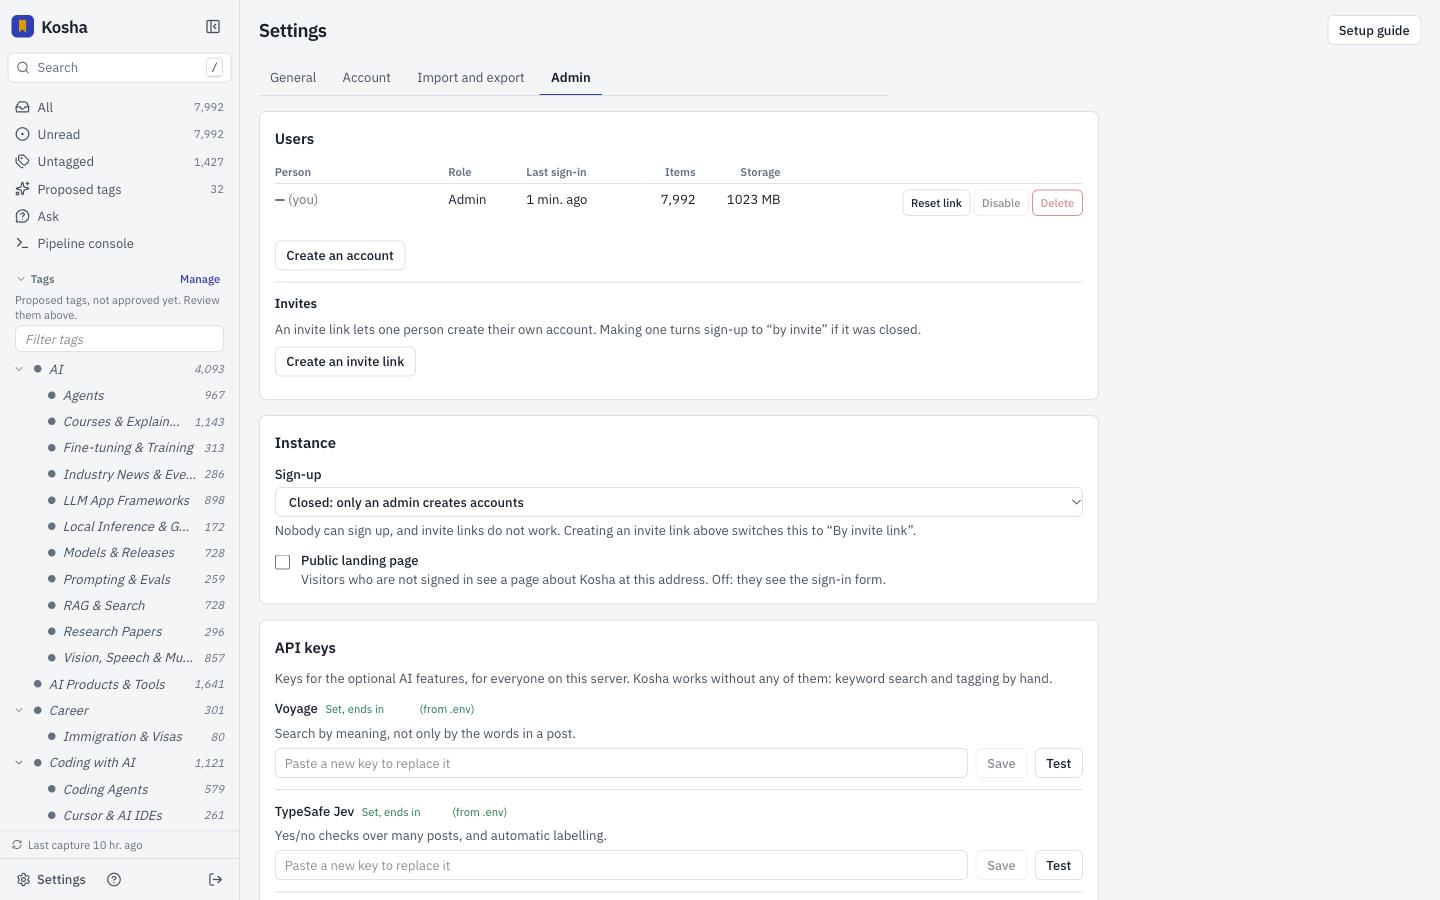 Kosha
Search /
All 7,992
Unread 7,992
Untagged 1,427
Proposed tags 32
Ask
Pipeline console
Tags Manage
Proposed tags, not approved yet. Review
them above.
Filter tags
AI 4,093
Agents 967
Courses & Explain... 1,143
Fine-tuning & Training 313
Industry News & Eve... 286
LLM App Frameworks 898
Local Inference & G... 172
Models & Releases 728
Prompting & Evals 259
RAG & Search 728
Research Papers 296
Vision, Speech & Mu... 857
AI Products & Tools 1,641
Career 301
Immigration & Visas 80
Coding with AI 1,121
Coding Agents 579
Cursor & AI IDEs 261
Last capture 10 hr. ago
Settings
Settings Setup guide
General Account Import and export Admin
Users
Person Role Last sign-in Items Storage
— (you) Admin 1 min. ago 7,992 1023 MB Reset link Disable Delete
Create an account
Invites
An invite link lets one person create their own account. Making one turns sign-up to “by invite” if it was closed.
Create an invite link
Instance
Sign-up
Closed: only an admin creates accounts
Nobody can sign up, and invite links do not work. Creating an invite link above switches this to “By invite link”.
Public landing page
Visitors who are not signed in see a page about Kosha at this address. Off: they see the sign-in form.
API keys
Keys for the optional AI features, for everyone on this server. Kosha works without any of them: keyword search and tagging by hand.
Voyage Set, ends in (from .env)
Search by meaning, not only by the words in a post.
Paste a new key to replace it Save Test
TypeSafe Jev Set, ends in (from .env)
Yes/no checks over many posts, and automatic labelling.
Paste a new key to replace it Save Test